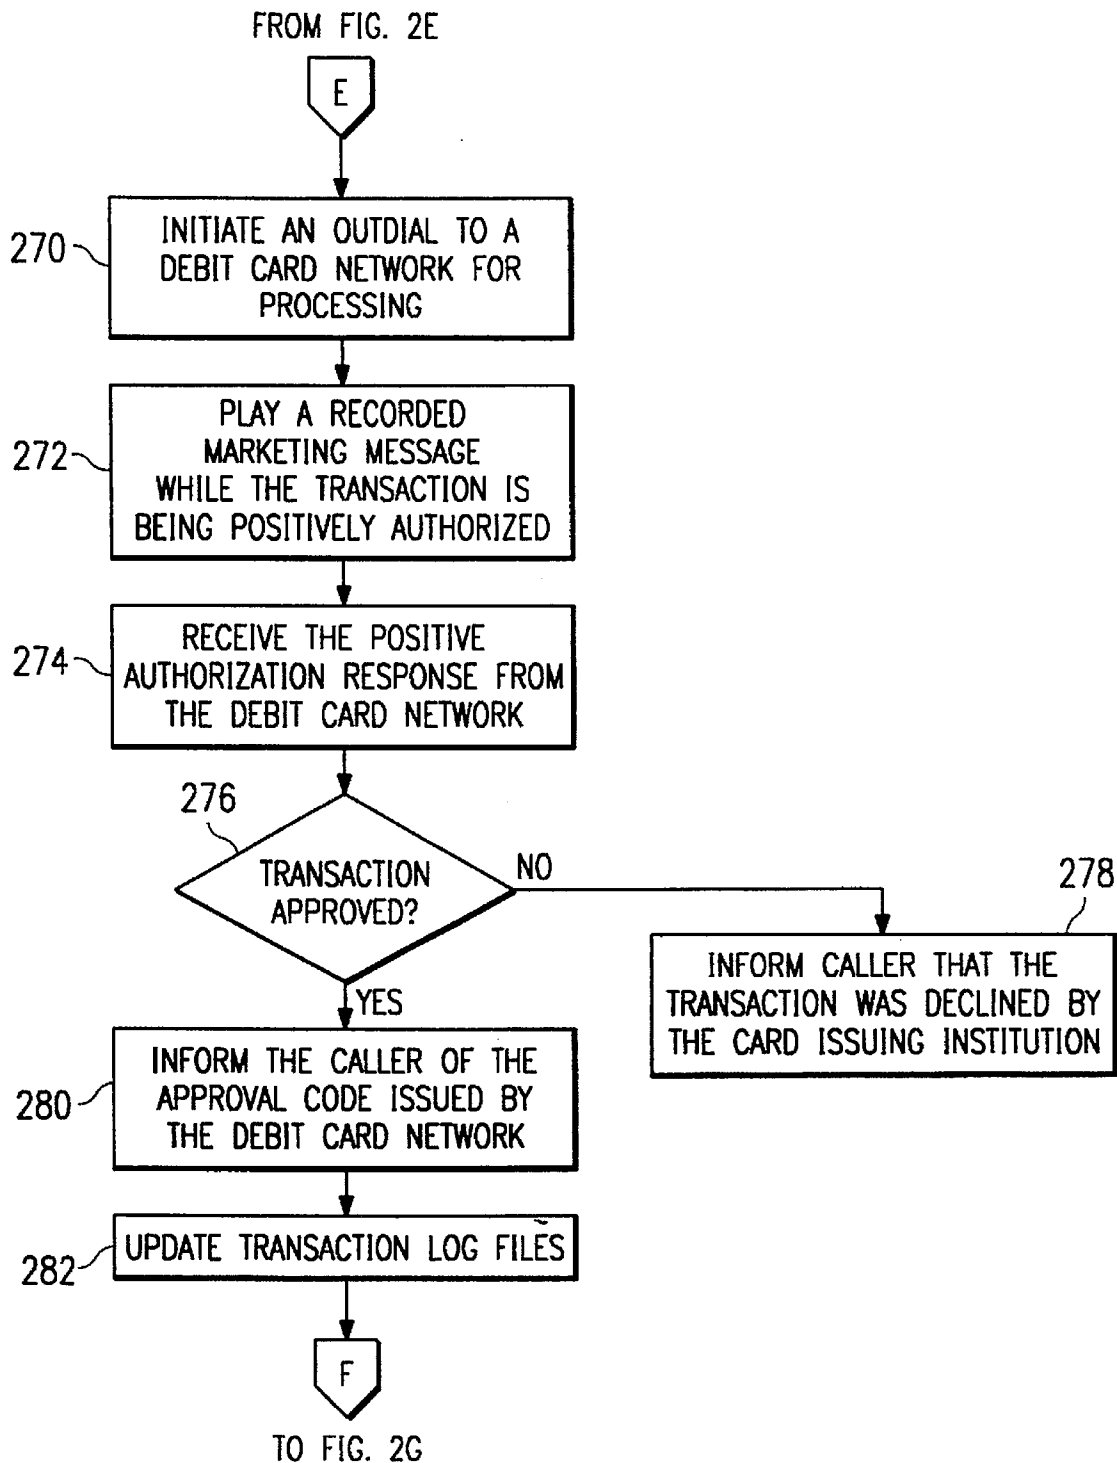 FROM FIG. 2E
E
270
INITIATE AN OUTDIAL TO A
DEBIT CARD NETWORK FOR
PROCESSING
272
PLAY A RECORDED
MARKETING MESSAGE
WHILE THE TRANSACTION IS
BEING POSITIVELY AUTHORIZED
274
RECEIVE THE POSITIVE
AUTHORIZATION RESPONSE FROM
THE DEBIT CARD NETWORK
276
TRANSACTION
APPROVED?
NO
278
INFORM CALLER THAT THE
TRANSACTION WAS DECLINED BY
THE CARD ISSUING INSTITUTION
YES
280
INFORM THE CALLER OF THE
APPROVAL CODE ISSUED BY
THE DEBIT CARD NETWORK
282
UPDATE TRANSACTION LOG FILES
F
TO FIG. 2G